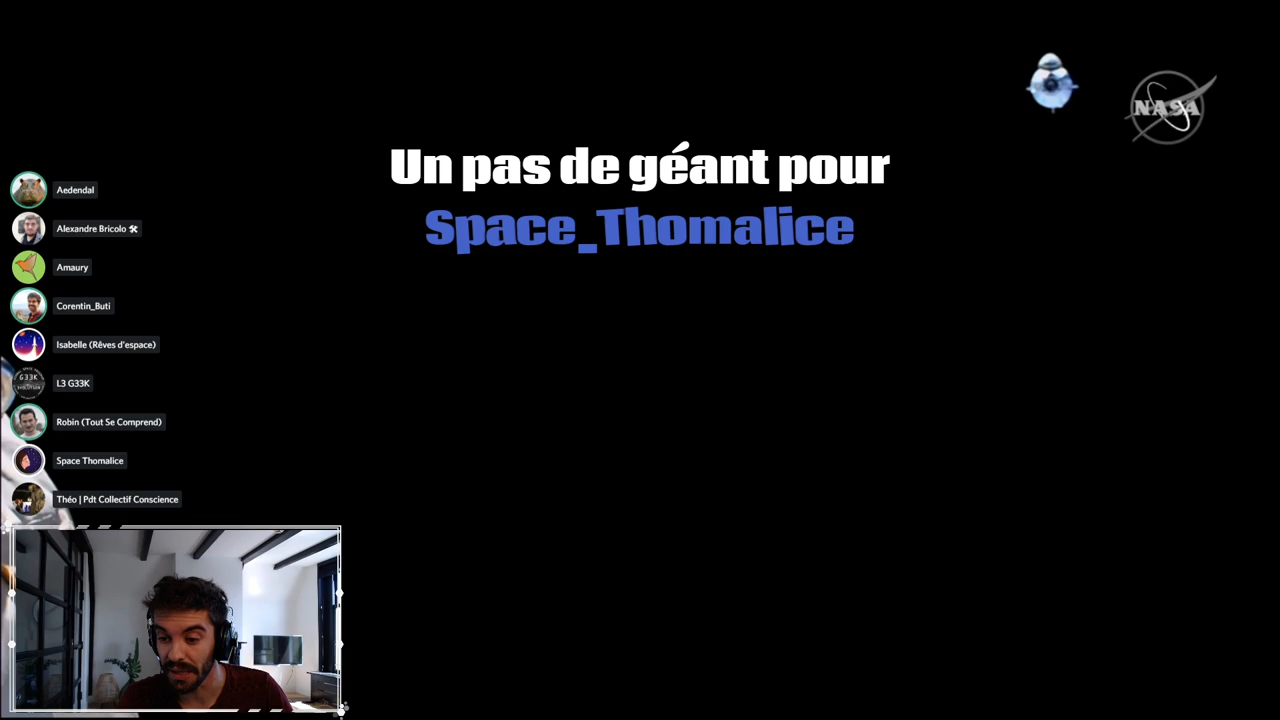 NASA
Un pas de géant pour
Space_Thomalice
Aedendal
Alexandre Bricolo 🛠
Amaury
Corentin_Buti
Isabelle (Rêves d'espace)
G33K
L3 G33K
Robin (Tout Se Comprend)
Space Thomalice
Théo | Pdt Collectif Conscience